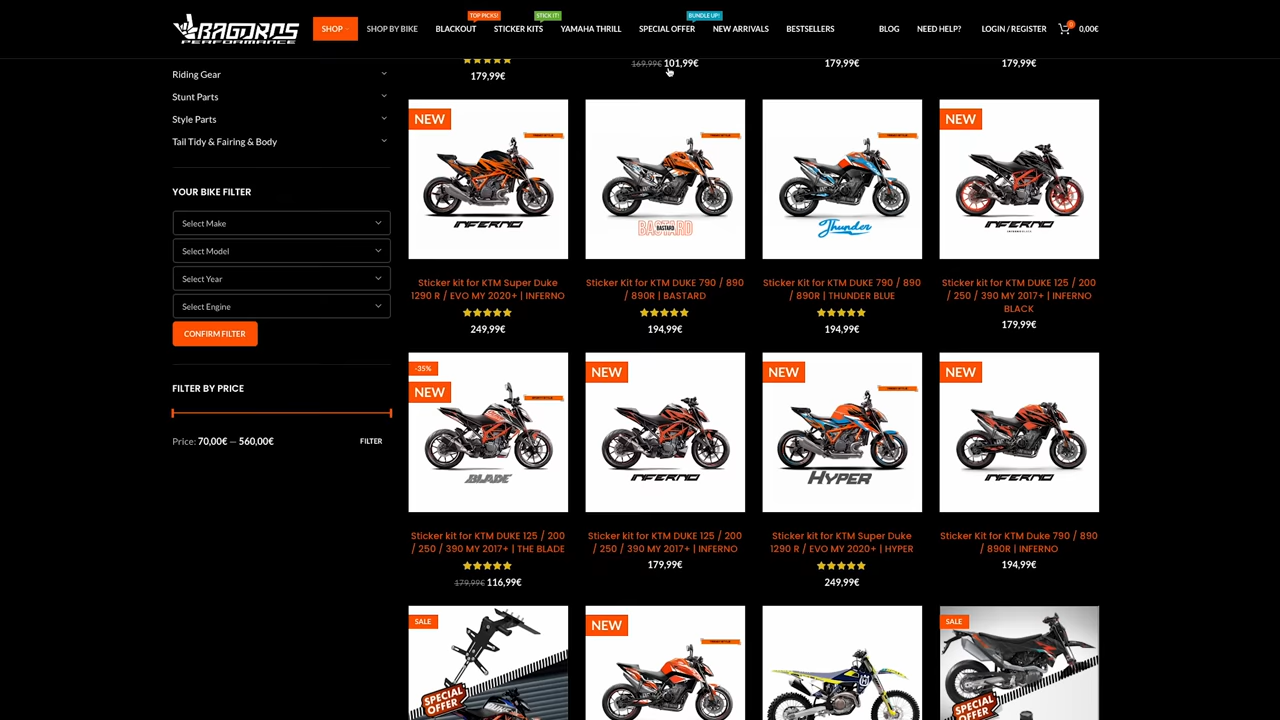 BAGOROS
PERFORMANCE
SHOP
SHOP BY BIKE
TOP PICKS!
BLACKOUT
STICK IT!
STICKER KITS
YAMAHA THRILL
BUNDLE UP!
SPECIAL OFFER
NEW ARRIVALS
BESTSELLERS
BLOG
NEED HELP?
LOGIN / REGISTER
0
0,00€
Riding Gear
Stunt Parts
Style Parts
Tail Tidy & Fairing & Body
YOUR BIKE FILTER
Select Make
Select Model
Select Year
Select Engine
CONFIRM FILTER
FILTER BY PRICE
Price: 70,00€ — 560,00€
FILTER
179,99€
169,99€ 101,99€
179,99€
179,99€
NEW
INFERNO
Sticker kit for KTM Super Duke
1290 R / EVO MY 2020+ | INFERNO
249,99€
BASTARD
BASTARD
Sticker Kit for KTM DUKE 790 / 890
/ 890R | BASTARD
194,99€
Thunder
Sticker Kit for KTM DUKE 790 / 890
/ 890R | THUNDER BLUE
194,99€
NEW
INFERNO
Sticker kit for KTM DUKE 125 / 200
/ 250 / 390 MY 2017+ | INFERNO
BLACK
179,99€
-35%
NEW
BLADE
Sticker kit for KTM DUKE 125 / 200
/ 250 / 390 MY 2017+ | THE BLADE
179,99€ 116,99€
NEW
INFERNO
Sticker kit for KTM DUKE 125 / 200
/ 250 / 390 MY 2017+ | INFERNO
179,99€
NEW
HYPER
Sticker kit for KTM Super Duke
1290 R / EVO MY 2020+ | HYPER
249,99€
NEW
INFERNO
Sticker Kit for KTM Duke 790 / 890
/ 890R | INFERNO
194,99€
SALE
SPECIAL
OFFER
NEW
SALE
SPECIAL
OFFER